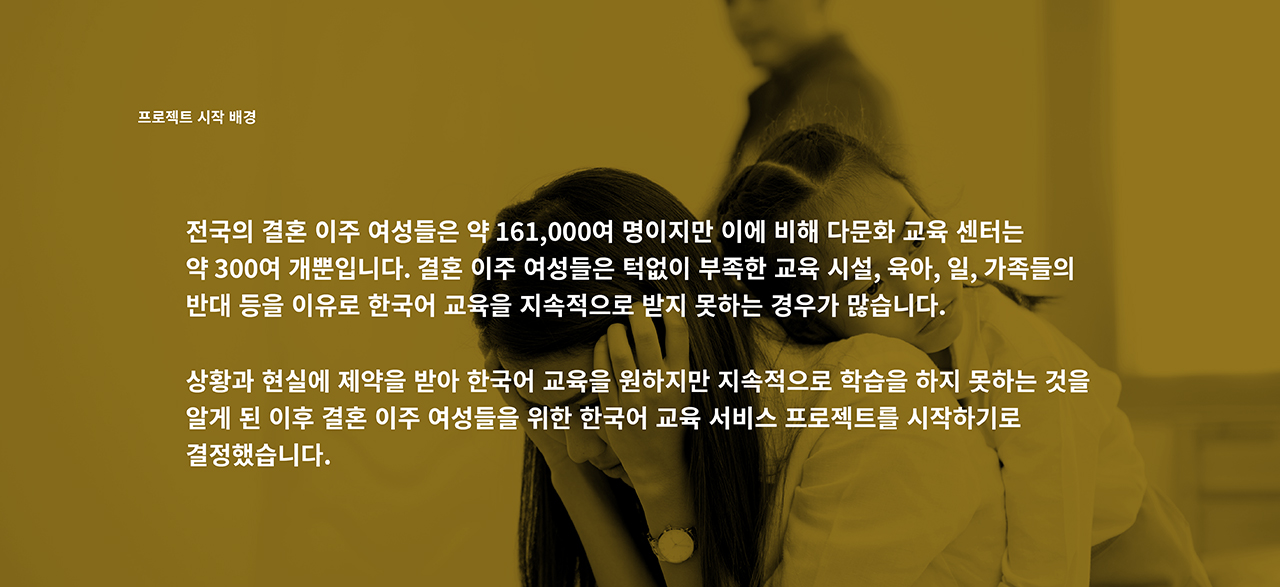 프로젝트 시작 배경
전국의 결혼 이주 여성들은 약 161,000여 명이지만 이에 비해 다문화 교육 센터는
약 300여 개뿐입니다. 결혼 이주 여성들은 턱없이 부족한 교육 시설, 육아, 일, 가족들의
반대 등을 이유로 한국어 교육을 지속적으로 받지 못하는 경우가 많습니다.
상황과 현실에 제약을 받아 한국어 교육을 원하지만 지속적으로 학습을 하지 못하는 것을
알게 된 이후 결혼 이주 여성들을 위한 한국어 교육 서비스 프로젝트를 시작하기로
결정했습니다.